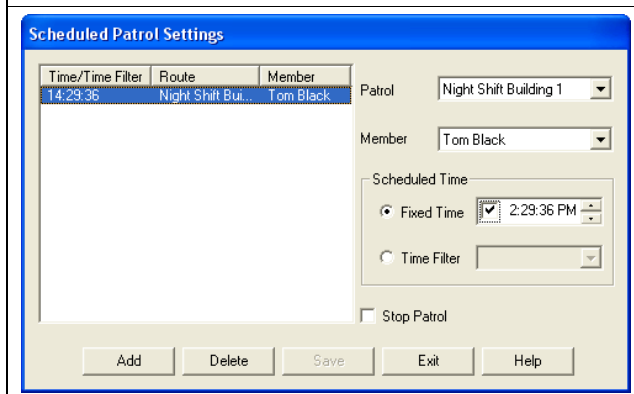 Scheduled Patrol Settings
Time/Time Filter Route Member
14:29:36 Night Shift Bui... Tom Black
Patrol Night Shift Building 1
Member Tom Black
Scheduled Time
Fixed Time 2:29:36 PM
Time Filter
Stop Patrol
Add Delete Save Exit Help